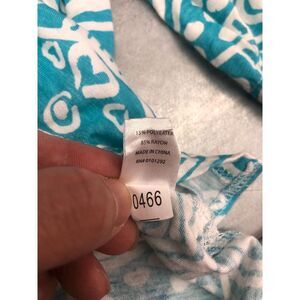 15% POLYESTER
85% RAYON
MADE IN CHINA
RN# 0101292
0466